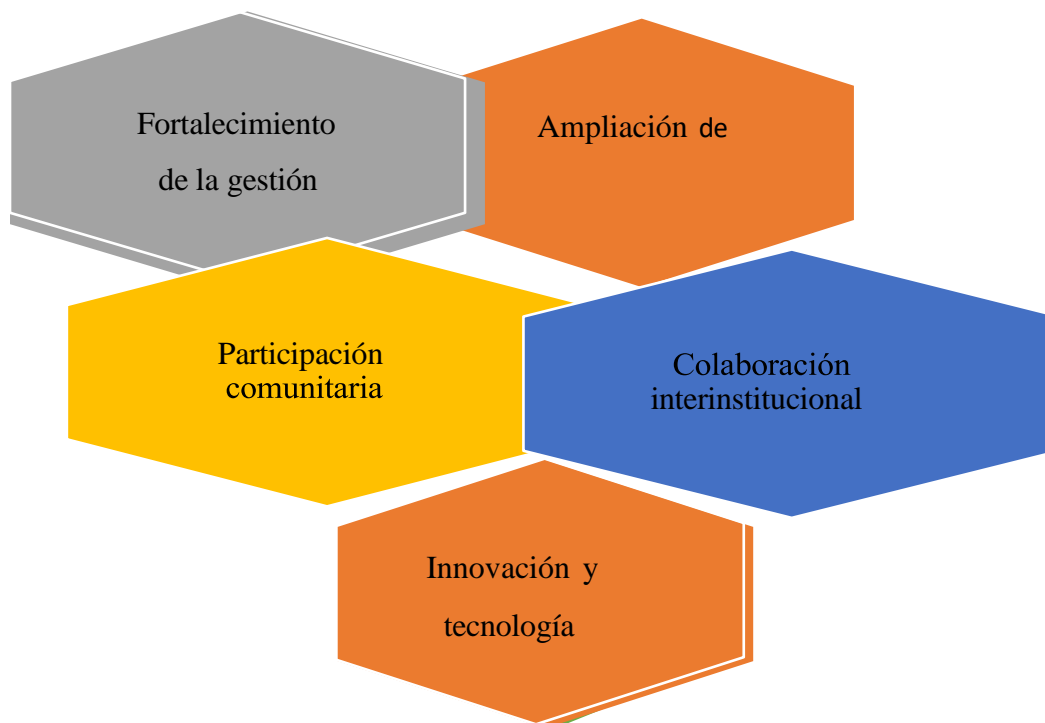 Fortalecimiento
de la gestión
Ampliación de
Participación
comunitaria
Colaboración
interinstitucional
Innovación y
tecnología